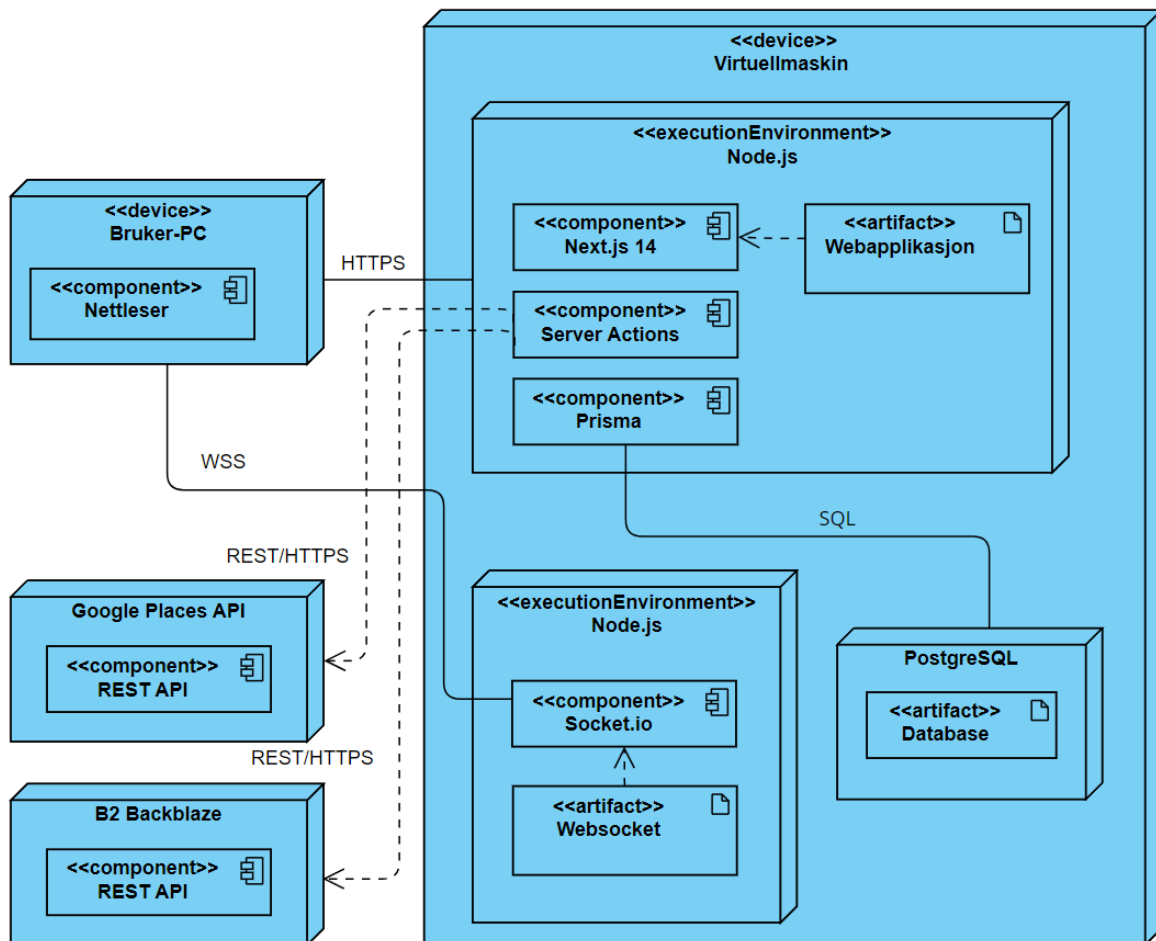 <<device>>
Virtuellmaskin
<<executionEnvironment>>
Node.js
<<component>>
Next.js 14
<<artifact>>
Webapplikasjon
<<component>>
Server Actions
<<component>>
Prisma
<<device>>
Bruker-PC
<<component>>
Nettleser
HTTPS
WSS
SQL
REST/HTTPS
Google Places API
<<component>>
REST API
REST/HTTPS
B2 Backblaze
<<component>>
REST API
<<executionEnvironment>>
Node.js
<<component>>
Socket.io
<<artifact>>
Websocket
PostgreSQL
<<artifact>>
Database